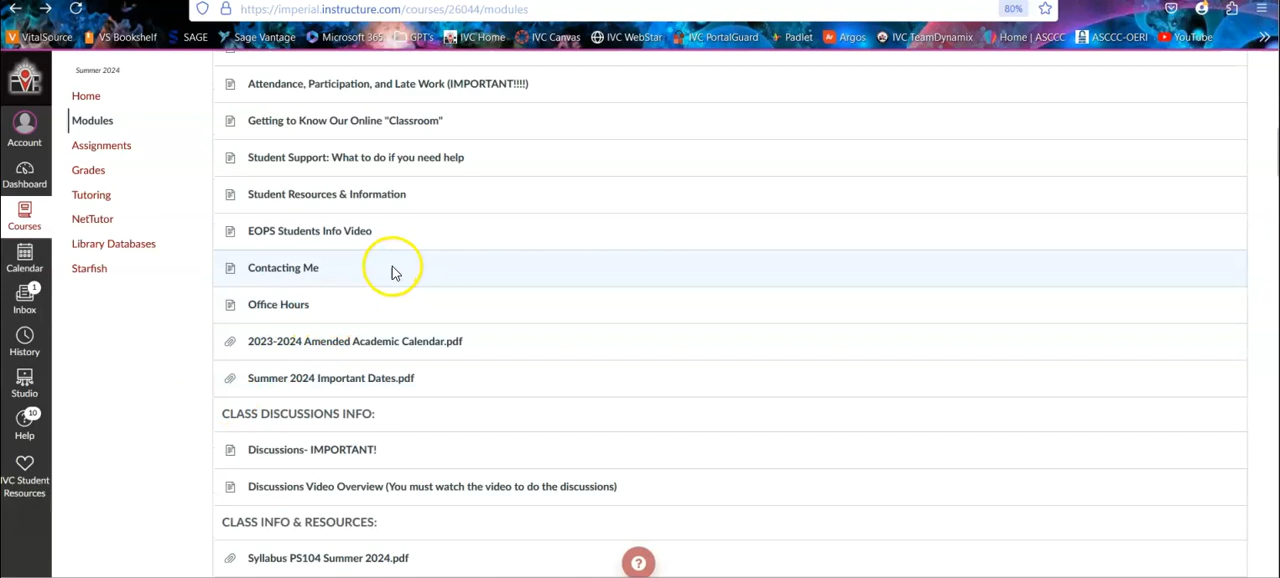 https://imperial.instructure.com/courses/26044/modules
80%
VitalSource
VS Bookshelf
SAGE
Sage Vantage
Microsoft 365
GPT's
IVC Home
IVC Canvas
IVC WebStar
IVC PortalGuard
Padlet
Argos
IVC TeamDynamix
Home | ASCCC
ASCCC-OERI
YouTube
Summer 2024
Home
Modules
Assignments
Grades
Tutoring
NetTutor
Library Databases
Starfish
Account
Dashboard
Courses
Calendar
1
Inbox
History
Studio
10
Help
IVC Student
Resources
Attendance, Participation, and Late Work (IMPORTANT!!!!)
Getting to Know Our Online "Classroom"
Student Support: What to do if you need help
Student Resources & Information
EOPS Students Info Video
Contacting Me
Office Hours
2023-2024 Amended Academic Calendar.pdf
Summer 2024 Important Dates.pdf
CLASS DISCUSSIONS INFO:
Discussions- IMPORTANT!
Discussions Video Overview (You must watch the video to do the discussions)
CLASS INFO & RESOURCES:
Syllabus PS104 Summer 2024.pdf
?